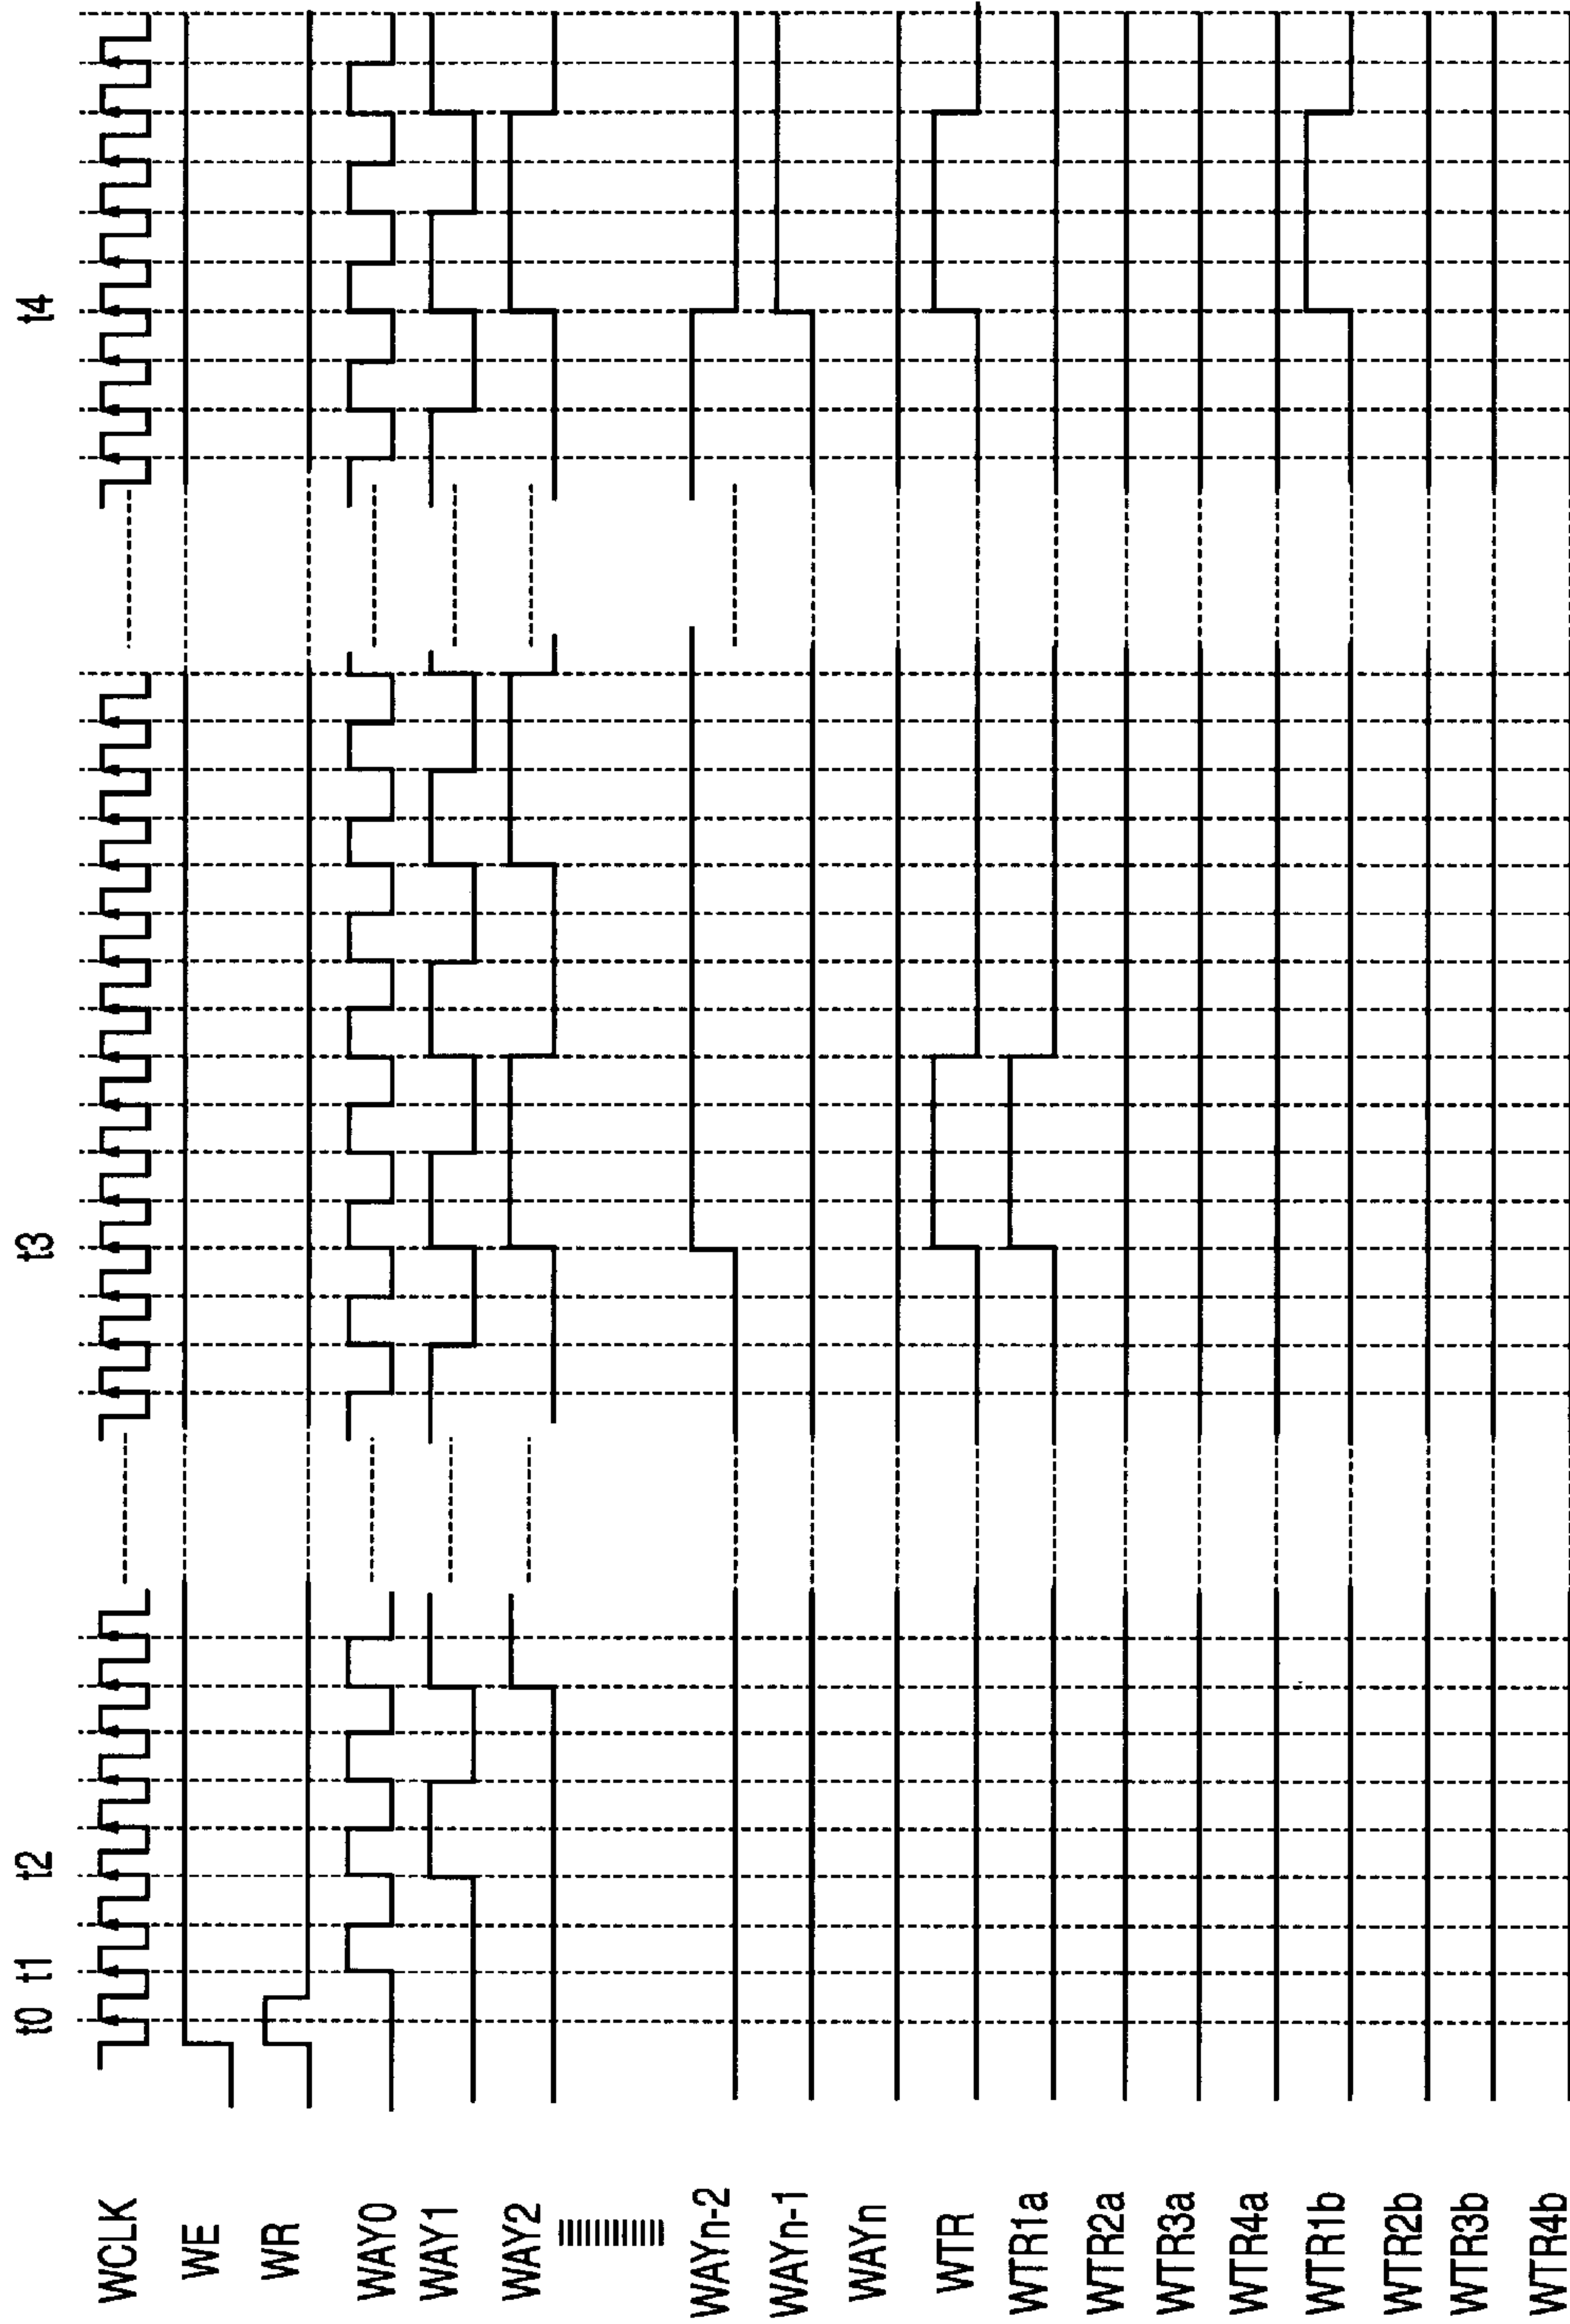 t0
t1
t2
t3
t4
WCLK
WE
WR
WAY0
WAY1
WAY2
WAYn-2
WAYn-1
WAYn
WTR
WTR1a
WTR2a
WTR3a
WTR4a
WTR1b
WTR2b
WTR3b
WTR4b